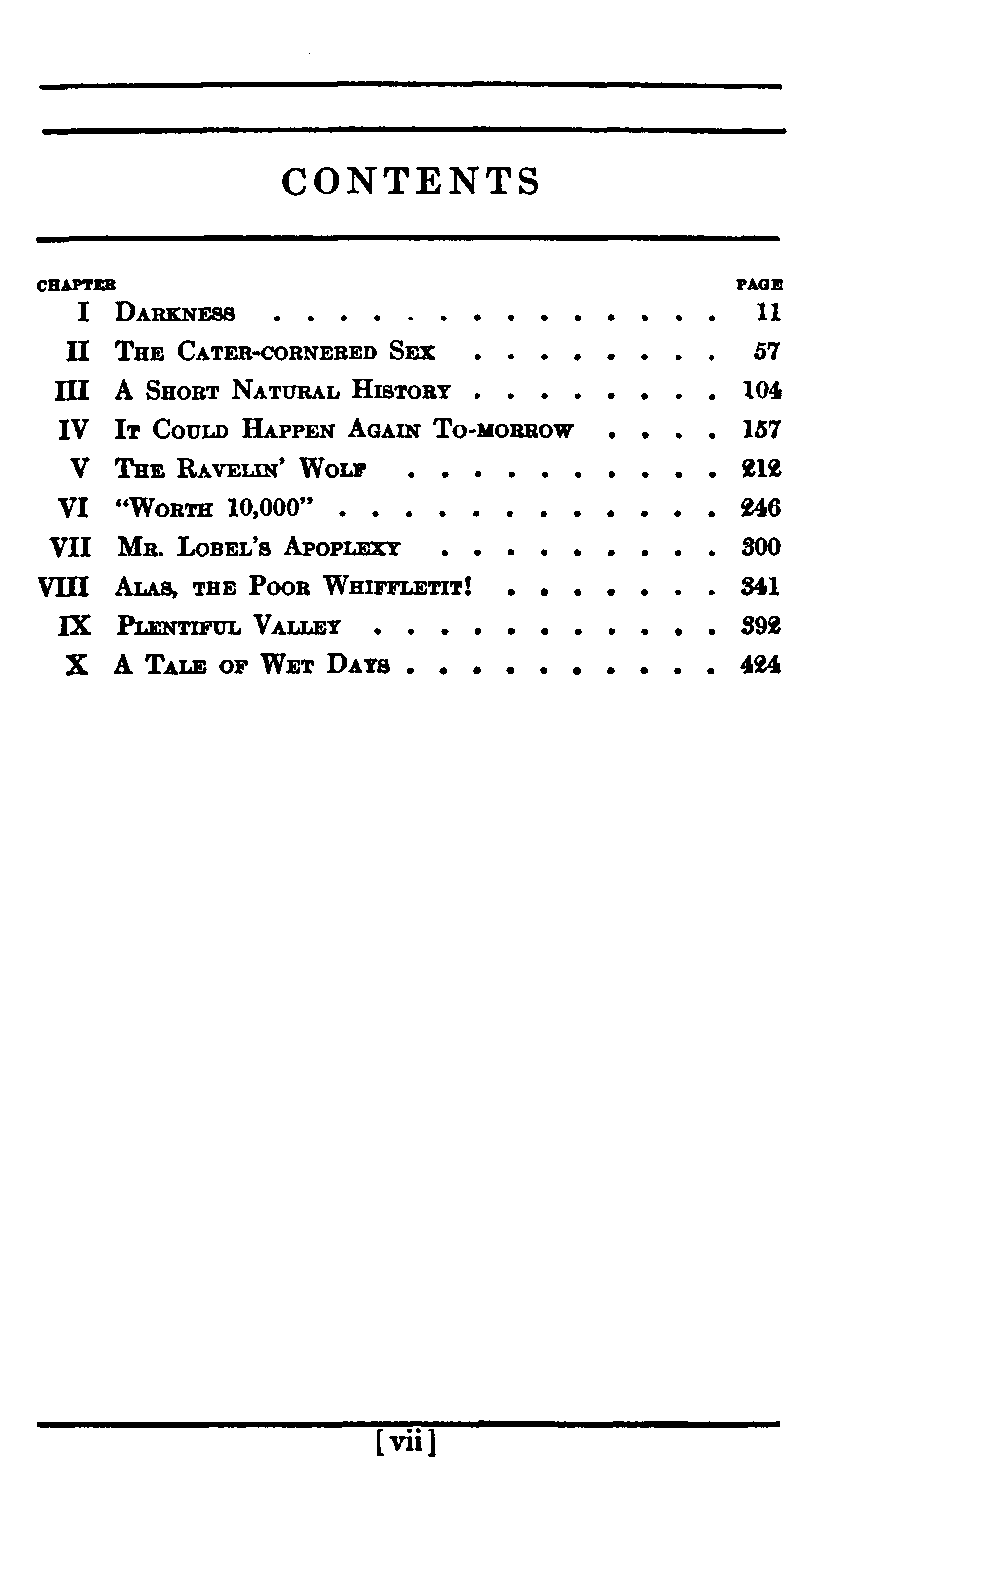 CONTENTS
CHAPTER PAGE
I DARKNESS . . . . . . . . . . . . . . 11
II THE CATER-CORNERED SEX . . . . . . . . 57
III A SHORT NATURAL HISTORY . . . . . . . . 104
IV IT COULD HAPPEN AGAIN TO-MORROW . . . . 157
V THE RAVELIN' WOLF . . . . . . . . . . 212
VI "WORTH 10,000" . . . . . . . . . . . . 246
VII MR. LOBEL'S APOPLEXY . . . . . . . . . 300
VIII ALAS, THE POOR WHIFFLETIT! . . . . . . . 341
IX PLENTIFUL VALLEY . . . . . . . . . . . 392
X A TALE OF WET DAYS . . . . . . . . . . 424
[vii]